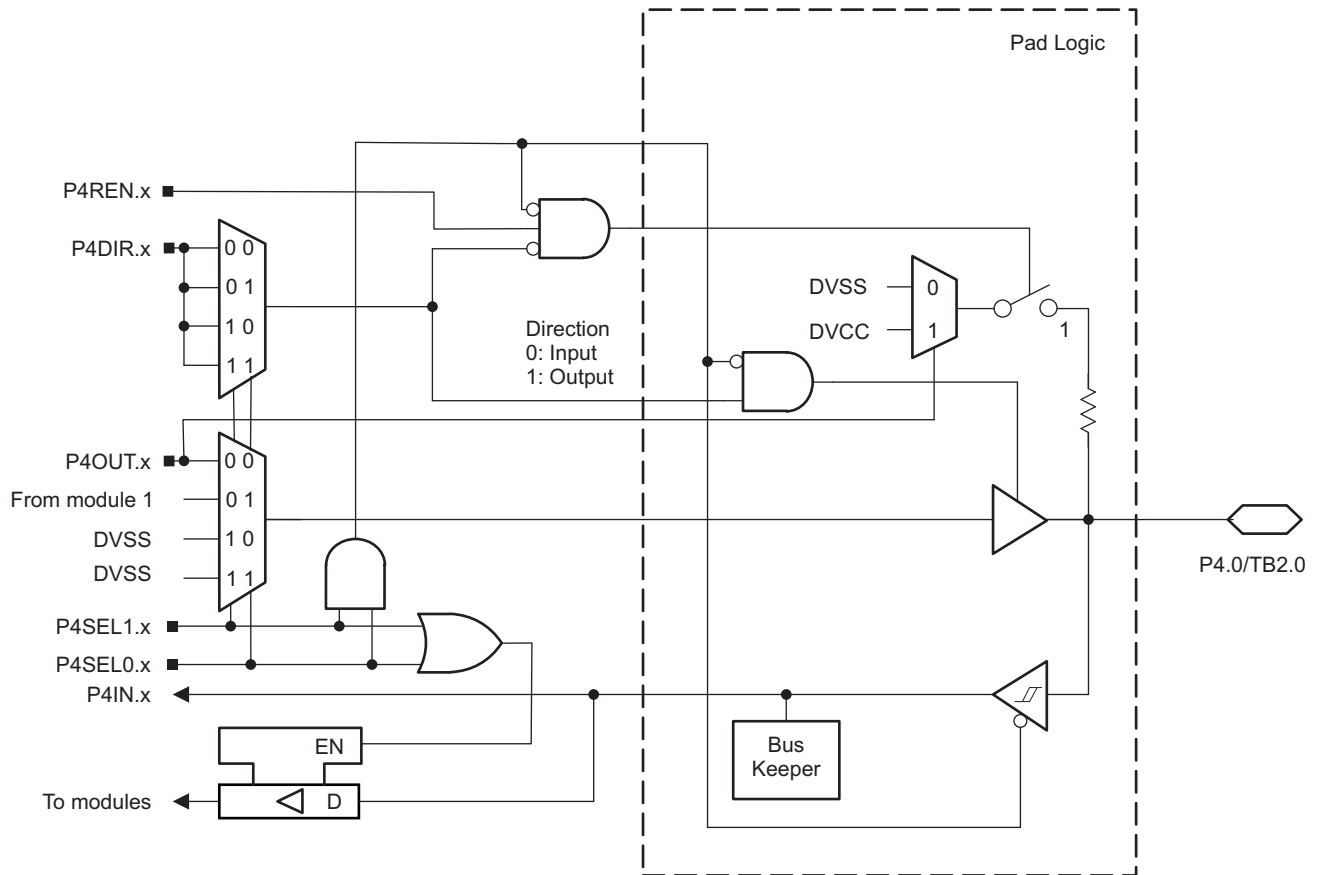 Pad Logic
P4REN.x
P4DIR.x
0 0
0 1
1 0
1 1
Direction
0: Input
1: Output
DVSS
0
DVCC
1
1
P4OUT.x
0 0
From module 1
0 1
DVSS
1 0
DVSS
1 1
P4.0/TB2.0
P4SEL1.x
P4SEL0.x
P4IN.x
Bus
Keeper
EN
To modules
D